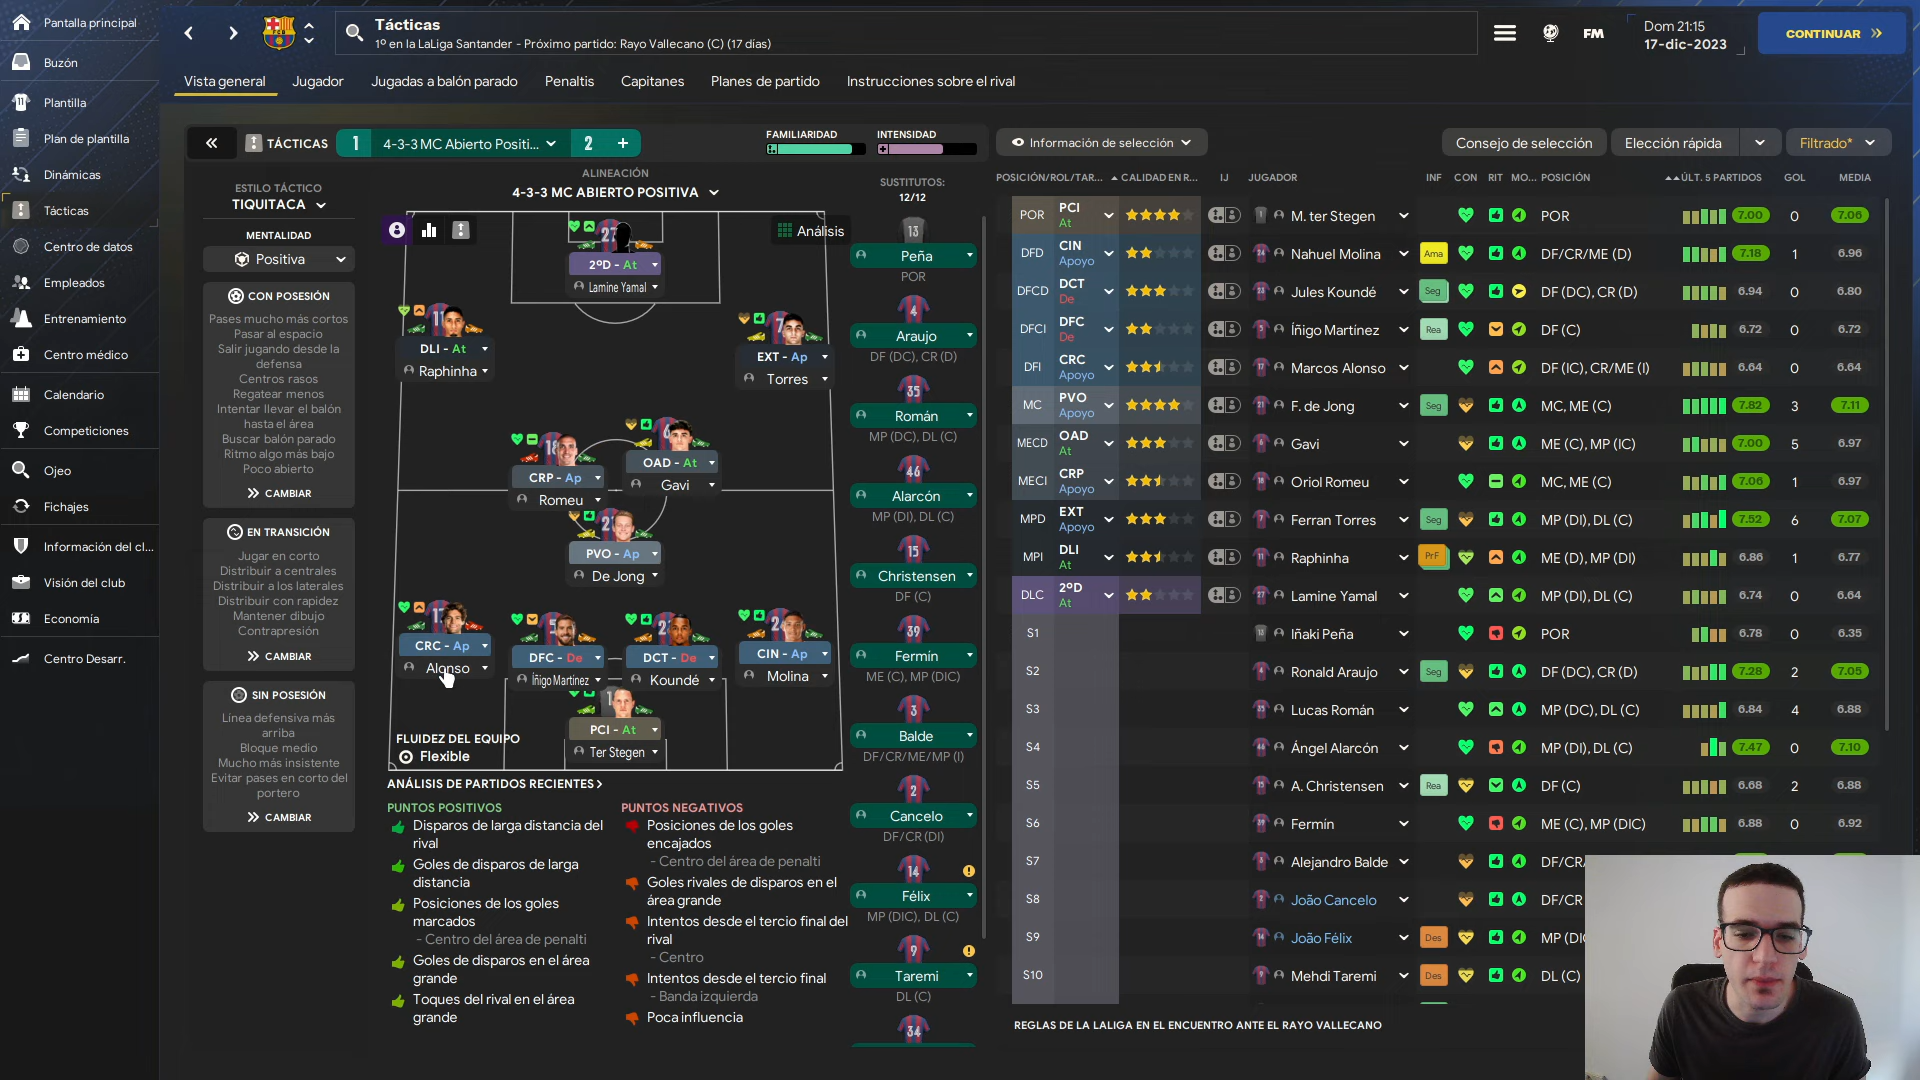 Pantalla principal
Buzón
Plantilla
Plan de plantilla
Dinámicas
Tácticas
Centro de datos
Empleados
Entrenamiento
Centro médico
Calendario
Competiciones
Ojeo
Fichajes
Información del cl...
Visión del club
Economía
Centro Desarr.
Tácticas
1º en la LaLiga Santander - Próximo partido: Rayo Vallecano (C) (17 días)
FM
Dom 21:15
17-dic-2023
CONTINUAR
Vista general
Jugador
Jugadas a balón parado
Penaltis
Capitanes
Planes de partido
Instrucciones sobre el rival
TÁCTICAS
1 4-3-3 MC Abierto Positi... 2 +
FAMILIARIDAD
INTENSIDAD
ESTILO TÁCTICO
TIQUITACA
MENTALIDAD
Positiva
CON POSESIÓN
Pases mucho más cortos
Pasar al espacio
Salir jugando desde la
defensa
Centros rasos
Regatear menos
Intentar llevar el balón
hasta el área
Buscar balón parado
Ritmo algo más bajo
Poco abierto
CAMBIAR
EN TRANSICIÓN
Jugar en corto
Distribuir a centrales
Distribuir a los laterales
Distribuir con rapidez
Mantener dibujo
Contrapresión
CAMBIAR
SIN POSESIÓN
Línea defensiva más
arriba
Bloque medio
Mucho más insistente
Evitar pases en corto del
portero
CAMBIAR
ALINEACIÓN
4-3-3 MC ABIERTO POSITIVA
Análisis
27
2ºD - At
Lamine Yamal
11
DLI - At
Raphinha
7
EXT - Ap
Torres
18
CRP - Ap
Romeu
6
OAD - At
Gavi
21
PVO - Ap
De Jong
17
CRC - Ap
Alonso
5
DFC - De
Íñigo Martínez
DCT - De
Koundé
CIN - Ap
Molina
PCI - At
Ter Stegen
FLUIDEZ DEL EQUIPO
Flexible
ANÁLISIS DE PARTIDOS RECIENTES >
PUNTOS POSITIVOS
Disparos de larga distancia del
rival
Goles de disparos de larga
distancia
Posiciones de los goles
marcados
- Centro del área de penalti
Goles de disparos en el área
grande
Toques del rival en el área
grande
PUNTOS NEGATIVOS
Posiciones de los goles
encajados
- Centro del área de penalti
Goles rivales de disparos en el
área grande
Intentos desde el tercio final del
rival
- Centro
Intentos desde el tercio final
- Banda izquierda
Poca influencia
SUSTITUTOS:
12/12
13
Peña
POR
4
Araujo
DF (DC), CR (D)
35
Román
MP (DC), DL (C)
46
Alarcón
MP (DI), DL (C)
15
Christensen
DF (C)
39
Fermín
ME (C), MP (DIC)
3
Balde
DF/CR/ME/MP (I)
2
Cancelo
DF/CR (DI)
14
Félix
MP (DIC), DL (C)
9
Taremi
DL (C)
34
Información de selección
Consejo de selección
Elección rápida
Filtrado*
POSICIÓN/ROL/TAR... CALIDAD EN R... IJ JUGADOR INF CON RIT MO... POSICIÓN ÚLT. 5 PARTIDOS GOL MEDIA
POR PCI At M. ter Stegen POR 7.00 0 7.06
DFD CIN Apoyo Nahuel Molina Ama DF/CR/ME (D) 7.18 1 6.96
DFCD DCT De Jules Koundé Seg DF (DC), CR (D) 6.94 0 6.80
DFCI DFC De Íñigo Martínez Rea DF (C) 6.72 0 6.72
DFI CRC Apoyo Marcos Alonso DF (IC), CR/ME (I) 6.64 0 6.64
MC PVO Apoyo F. de Jong Seg MC, ME (C) 7.82 3 7.11
MECD OAD At Gavi ME (C), MP (IC) 7.00 5 6.97
MECI CRP Apoyo Oriol Romeu MC, ME (C) 7.06 1 6.97
MPD EXT Apoyo Ferran Torres Seg MP (DI), DL (C) 7.52 6 7.07
MPI DLI At Raphinha PrF ME (D), MP (DI) 6.86 1 6.77
DLC 2ºD At Lamine Yamal MP (DI), DL (C) 6.74 0 6.64
S1 Iñaki Peña POR 6.78 0 6.35
S2 Ronald Araujo Seg DF (DC), CR (D) 7.28 2 7.05
S3 Lucas Román MP (DC), DL (C) 6.84 4 6.88
S4 Ángel Alarcón MP (DI), DL (C) 7.47 0 7.10
S5 A. Christensen Rea DF (C) 6.68 2 6.88
S6 Fermín ME (C), MP (DIC) 6.88 0 6.92
S7 Alejandro Balde DF/CR/
S8 João Cancelo DF/CR
S9 João Félix Des MP (DIC
S10 Mehdi Taremi Des DL (C)
REGLAS DE LA LALIGA EN EL ENCUENTRO ANTE EL RAYO VALLECANO